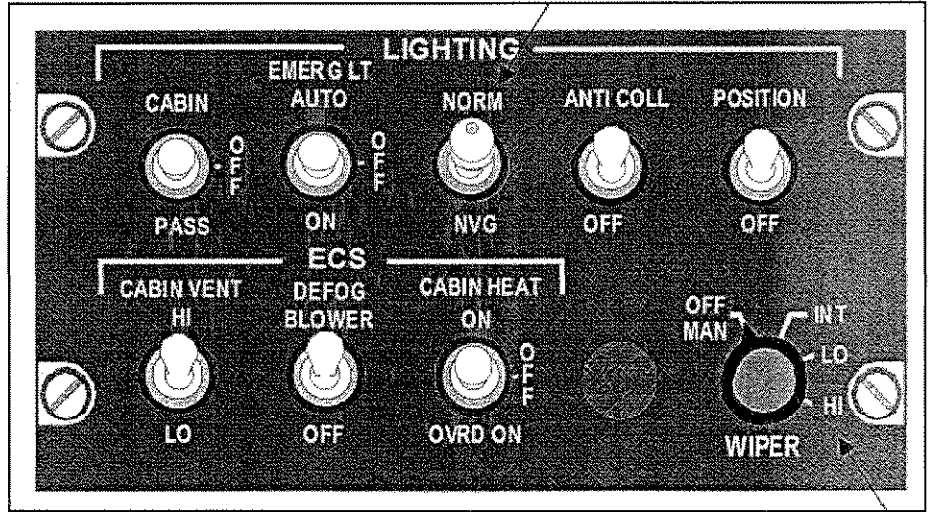 LIGHTING
EMERG LT
CABIN
AUTO
NORM
ANTI COLL
POSITION
OFF
OFF
PASS
ON
NVG
OFF
OFF
ECS
CABIN VENT
DEFOG
CABIN HEAT
HI
BLOWER
ON
OFF
LO
OFF
OVRD ON
OFF
MAN
INT
LO
HI
WIPER